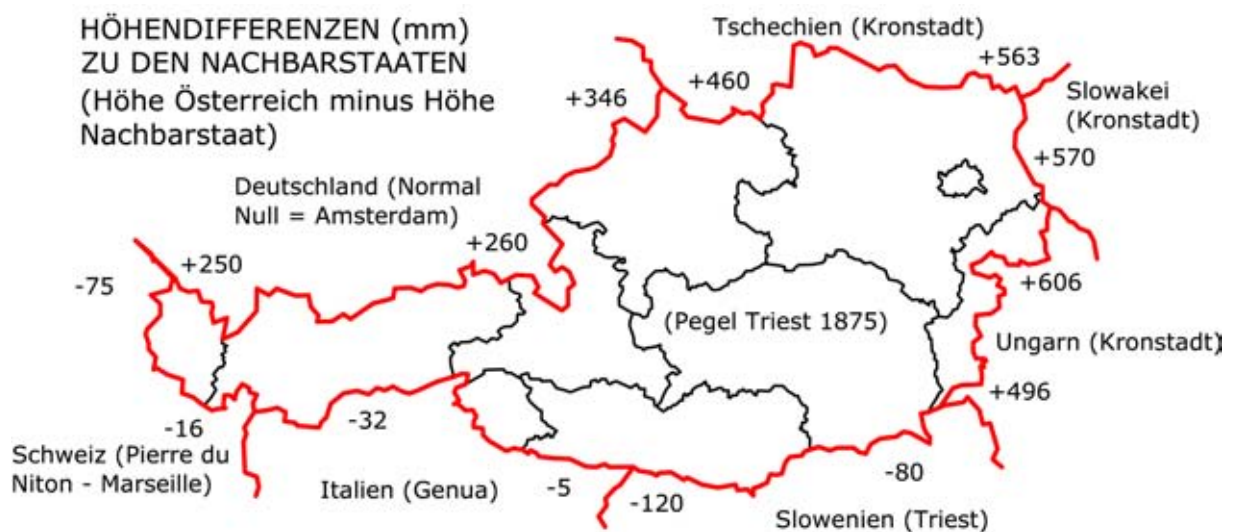 HÖHENDIFFERENZEN (mm)
ZU DEN NACHBARSTAATEN
(Höhe Österreich minus Höhe
Nachbarstaat)
Tschechien (Kronstadt)
+563
+460
+346
Slowakei
(Kronstadt)
+570
Deutschland (Normal
Null = Amsterdam)
+260
+250
-75
+606
(Pegel Triest 1875)
Ungarn (Kronstadt)
+496
-16
-32
Schweiz (Pierre du
Niton - Marseille)
Italien (Genua)
-5
-120
-80
Slowenien (Triest)